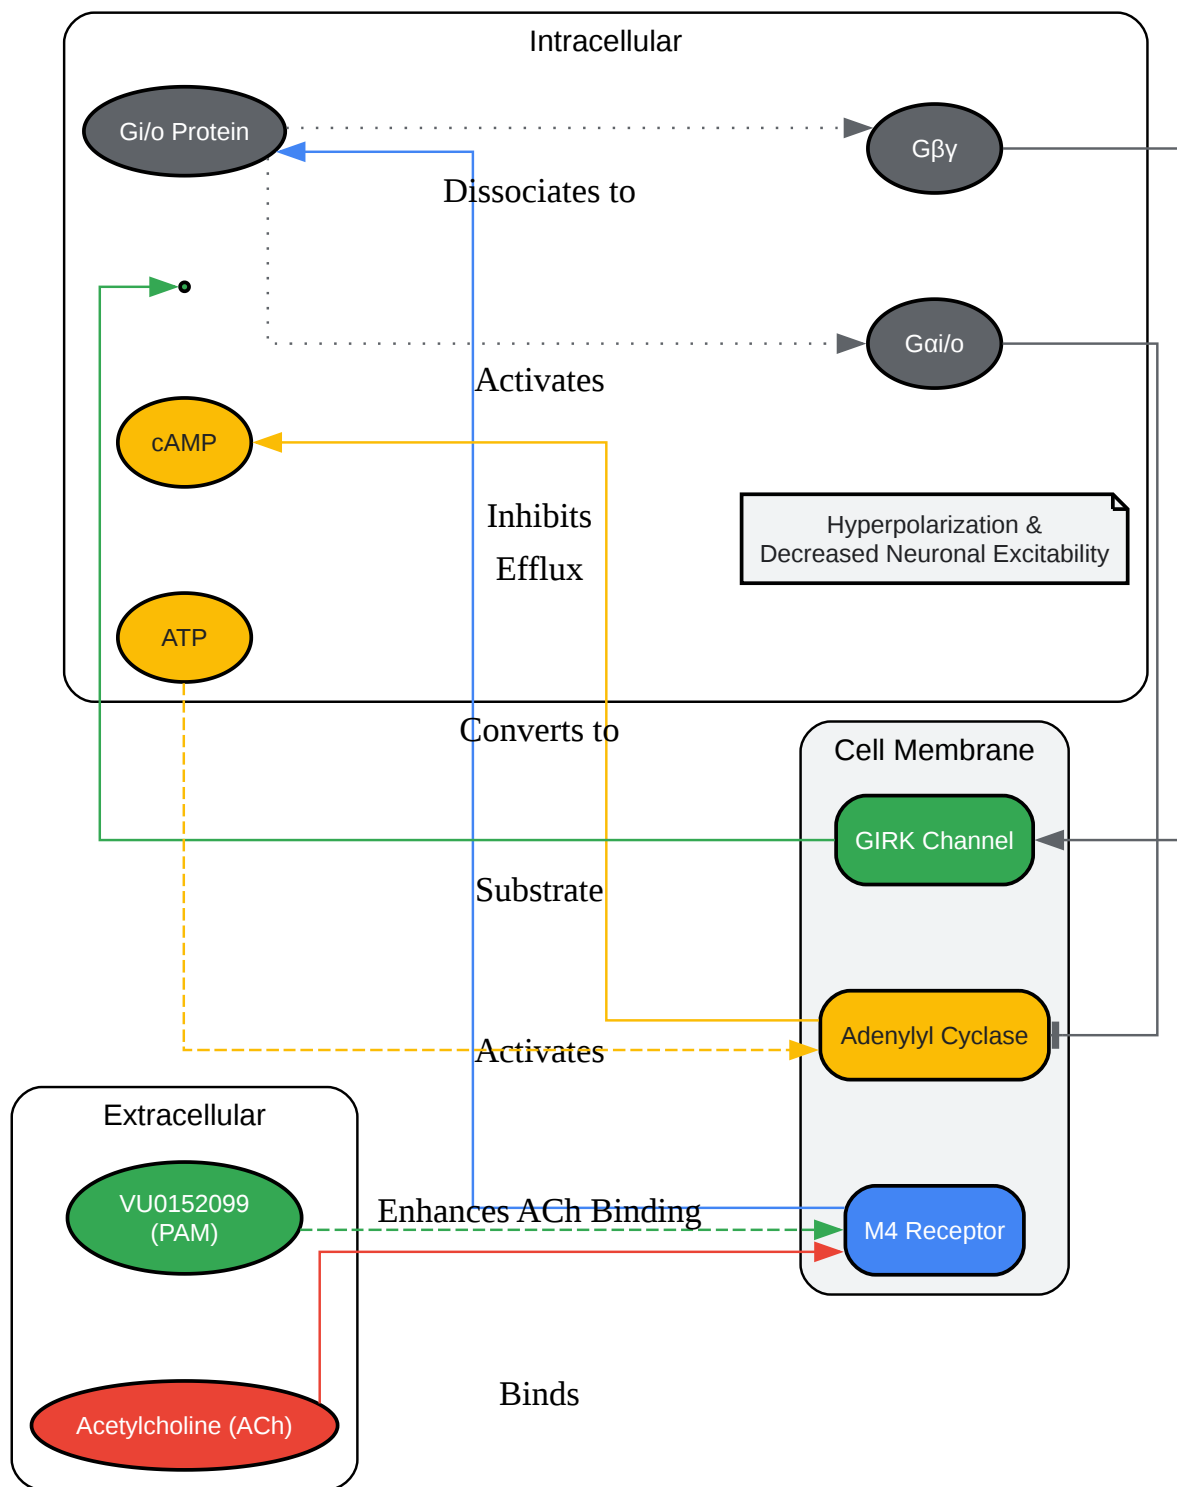 Intracellular
Gi/o Protein
Gβγ
Dissociates to
Gαi/o
Activates
cAMP
Inhibits
Efflux
Hyperpolarization &
Decreased Neuronal Excitability
ATP
Converts to
Cell Membrane
GIRK Channel
Substrate
Adenylyl Cyclase
Activates
Extracellular
VU0152099
(PAM)
Enhances ACh Binding
M4 Receptor
Binds
Acetylcholine (ACh)